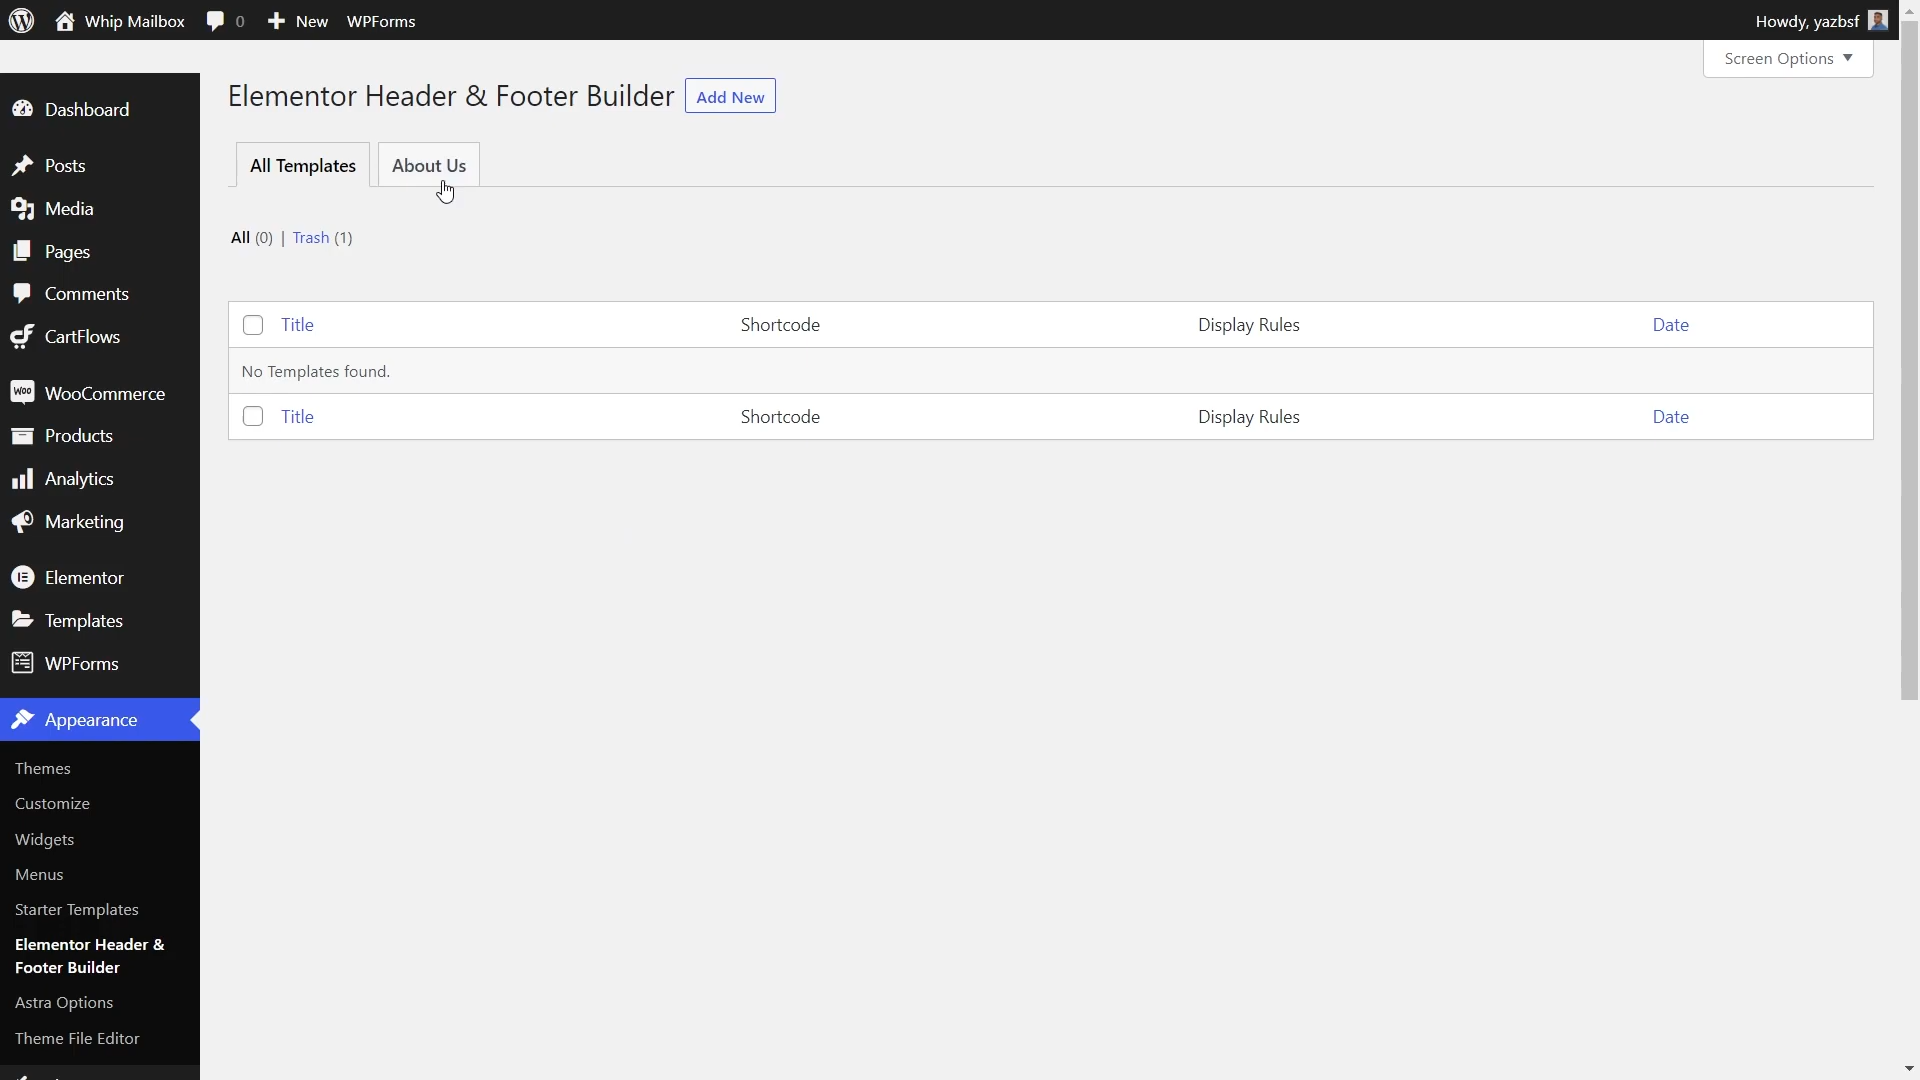 Whip Mailbox 0 New WPForms Howdy, yazbsf
Screen Options
Dashboard
Posts
Media
Pages
Comments
CartFlows
WooCommerce
Products
Analytics
Marketing
Elementor
Templates
WPForms
Appearance
Themes
Customize
Widgets
Menus
Starter Templates
Elementor Header &
Footer Builder
Astra Options
Theme File Editor
Elementor Header & Footer Builder Add New
All Templates About Us
All (0) | Trash (1)
Title Shortcode Display Rules Date
No Templates found.
Title Shortcode Display Rules Date